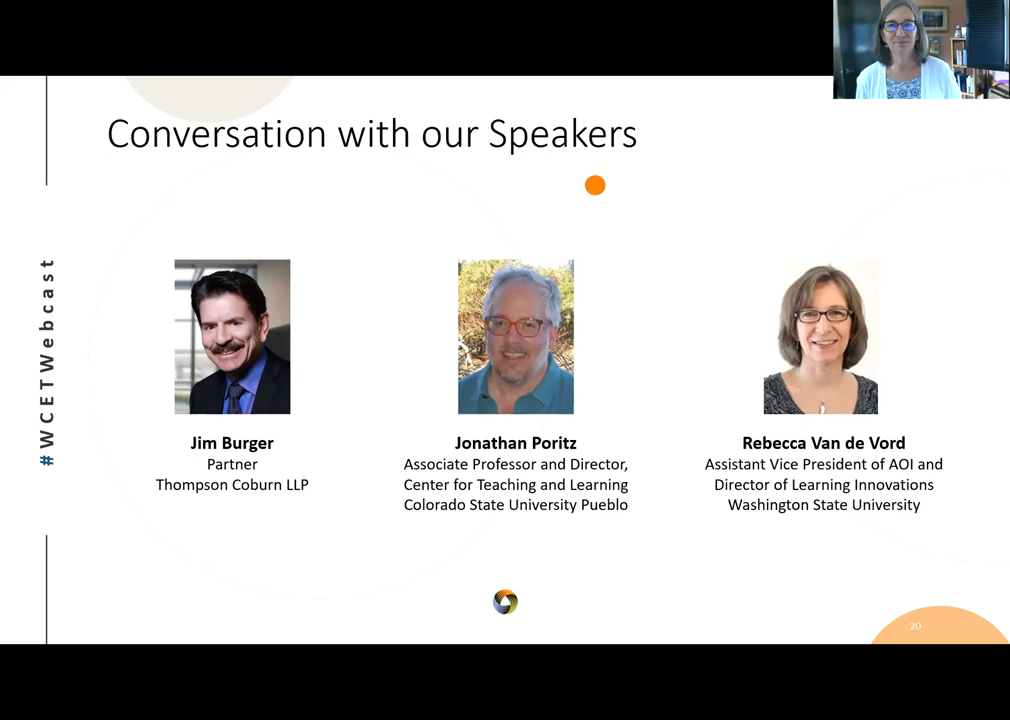 Conversation with our Speakers
#WCETWebcast
Jim Burger
Partner
Thompson Coburn LLP
Jonathan Poritz
Associate Professor and Director,
Center for Teaching and Learning
Colorado State University Pueblo
Rebecca Van de Vord
Assistant Vice President of AOI and
Director of Learning Innovations
Washington State University
20